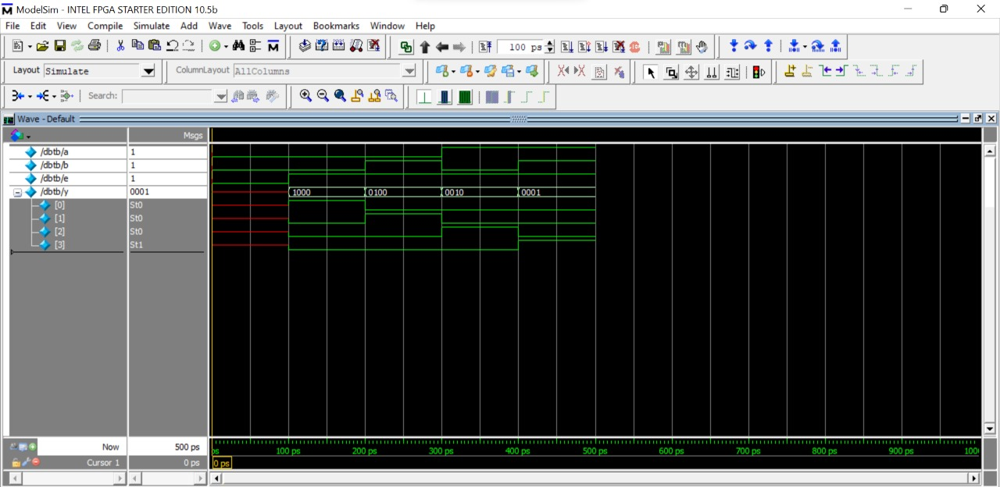 ModelSim - INTEL FPGA STARTER EDITION 10.5b
File Edit View Compile Simulate Add Wave Tools Layout Bookmarks Window Help
100 ps
Layout Simulate ColumnLayout AllColumns
Search:
Wave - Default
Msgs
/dbtb/a 1
/dbtb/b 1
/dbtb/e 1
/dbtb/y 0001 1000 0100 0010 0001
[0] St0
[1] St0
[2] St0
[3] St1
Now 500 ps ps 100 ps 200 ps 300 ps 400 ps 500 ps 600 ps 700 ps 800 ps 900 ps 1000
Cursor 1 0 ps 0 ps